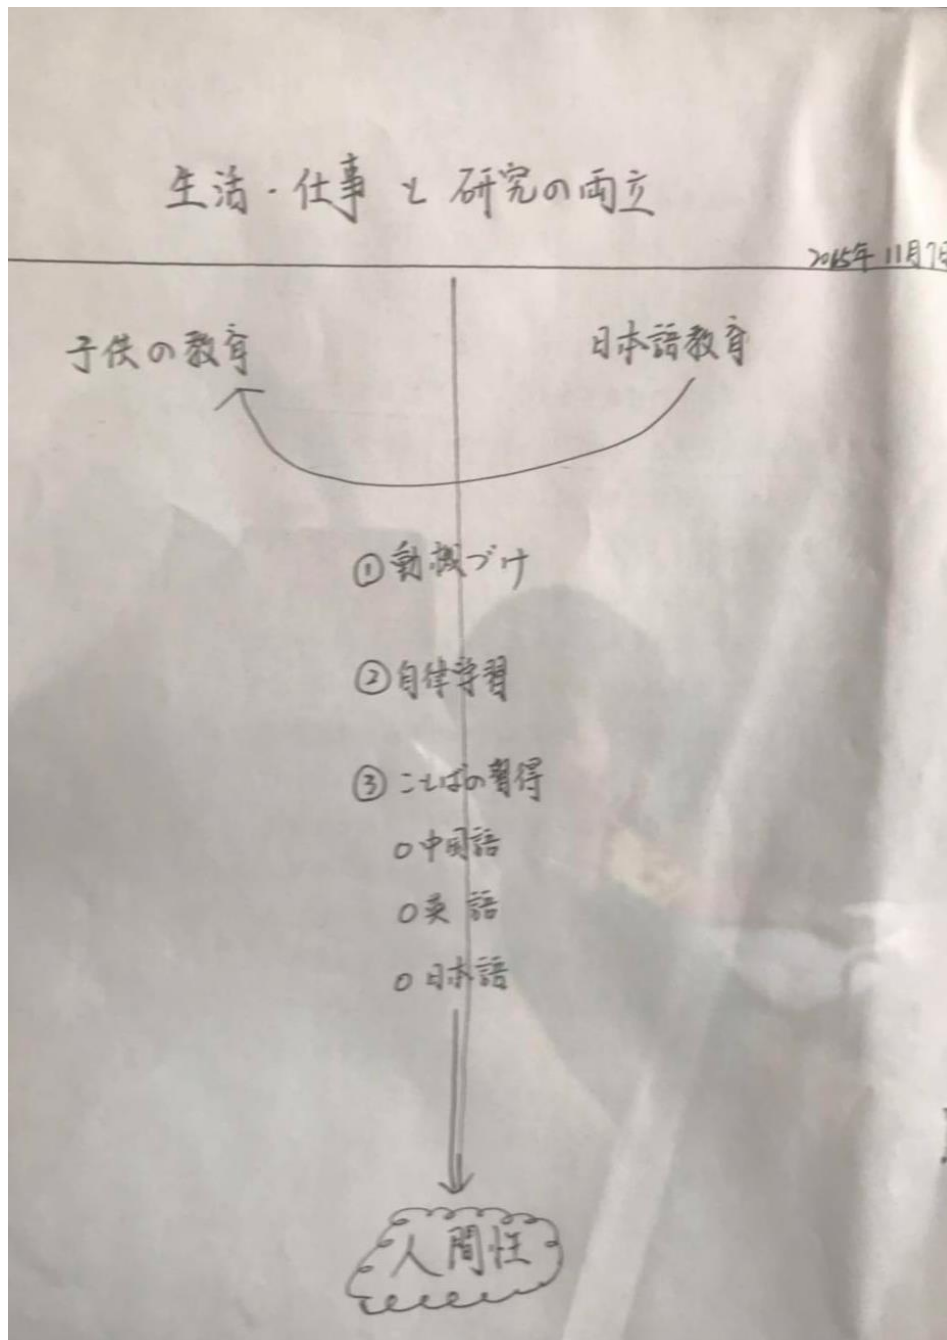 生活・仕事と研究の両立
2015年11月7日
子供の教育
日本語教育
①動機づけ
②自律学習
③ことばの習得
○中国語
○英語
○日本語
人間性